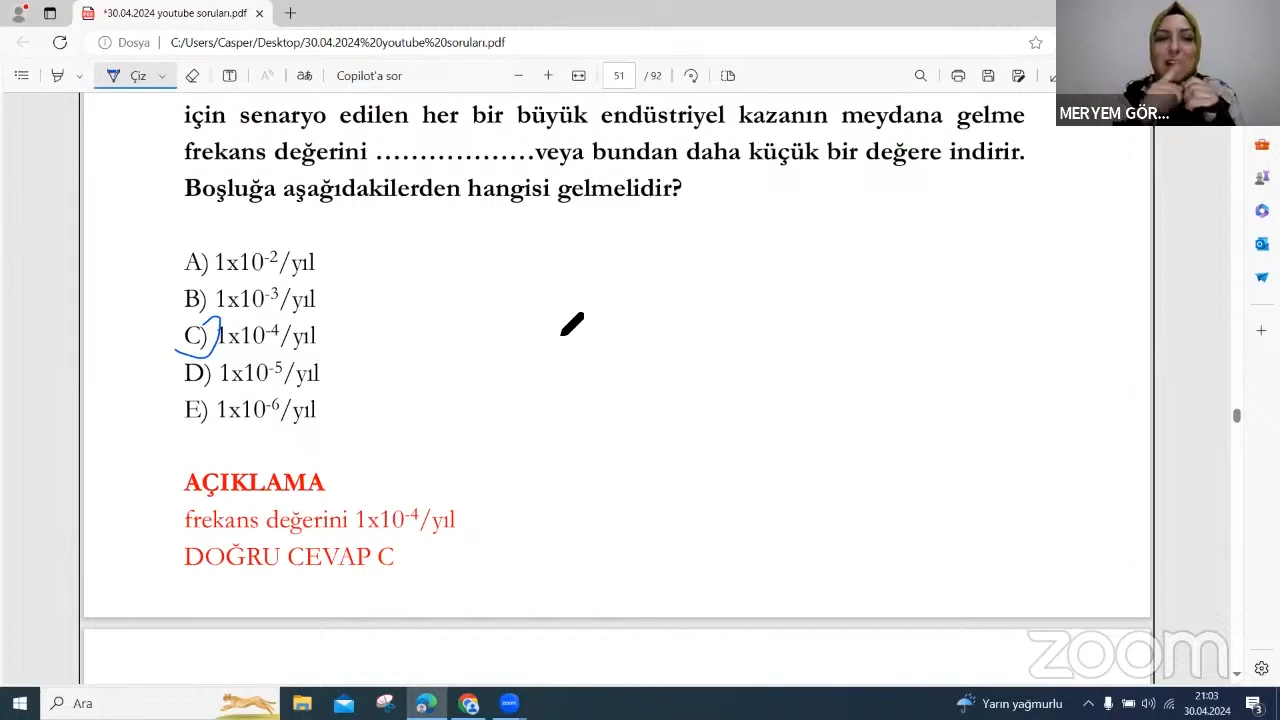 *30.04.2024 youtube soruları.pdf
Dosya
C:/Users/Casper/Desktop/30.04.2024%20youtube%20soruları.pdf
Çiz
Copilot'a sor
51 /92
MERYEM GÖR...
için senaryo edilen her bir büyük endüstriyel kazanın meydana gelme
frekans değerini ………………veya bundan daha küçük bir değere indirir.
Boşluğa aşağıdakilerden hangisi gelmelidir?
A) 1x10⁻²/yıl
B) 1x10⁻³/yıl
C) 1x10⁻⁴/yıl
D) 1x10⁻⁵/yıl
E) 1x10⁻⁶/yıl
AÇIKLAMA
frekans değerini 1x10⁻⁴/yıl
DOĞRU CEVAP C
zoom
Ara
zoom
Yarın yağmurlu
21:03
30.04.2024
3